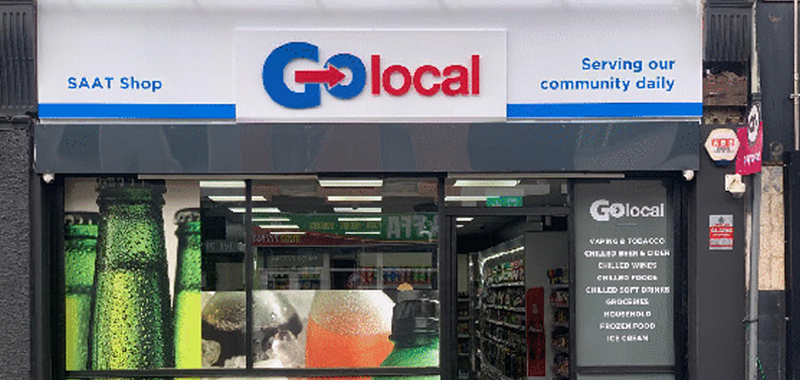 SAAT Shop
GOlocal
Serving our
community daily
GOlocal
VAPING & TOBACCO
CHILLED BEER & CIDER
CHILLED WINES
CHILLED FOODS
CHILLED SOFT DRINKS
GROCERIES
HOUSEHOLD
FROZEN FOOD
ICE CREAM